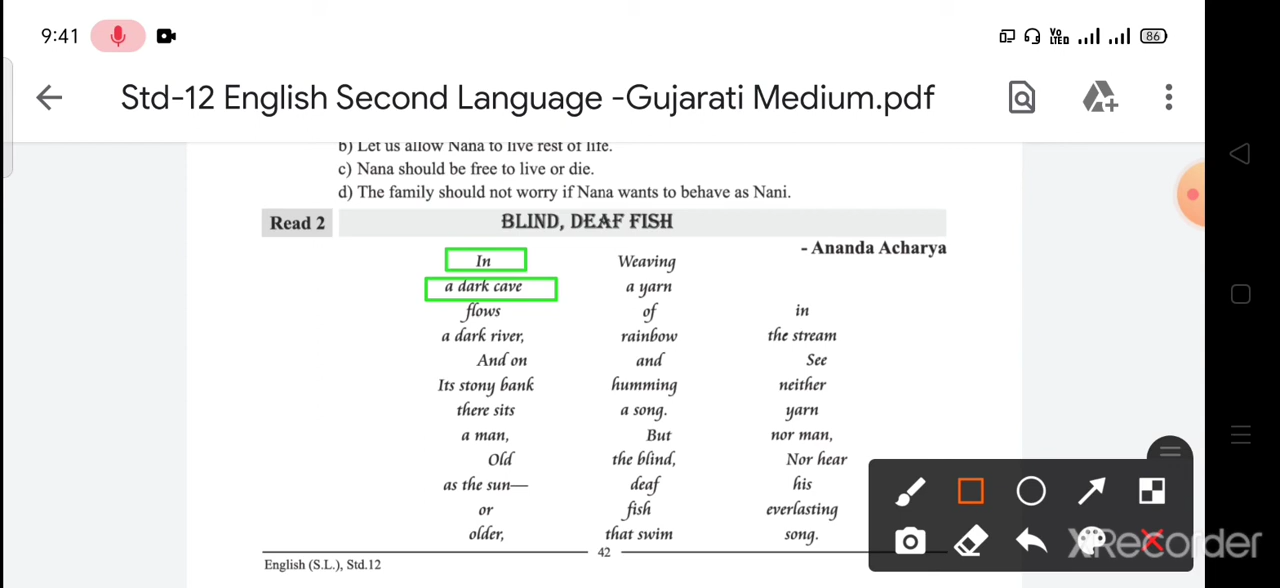 9:41
VO LTED
86
Std-12 English Second Language -Gujarati Medium.pdf
b) Let us allow Nana to live rest of life.
c) Nana should be free to live or die.
d) The family should not worry if Nana wants to behave as Nani.
Read 2
BLIND, DEAF FISH
- Ananda Acharya
In
a dark cave
flows
a dark river,
And on
Its stony bank
there sits
a man,
Old
as the sun—
or
older,
Weaving
a yarn
of
rainbow
and
humming
a song.
But
the blind,
deaf
fish
that swim
in
the stream
See
neither
yarn
nor man,
Nor hear
his
everlasting
song.
42
English (S.L.), Std.12
XRecorder